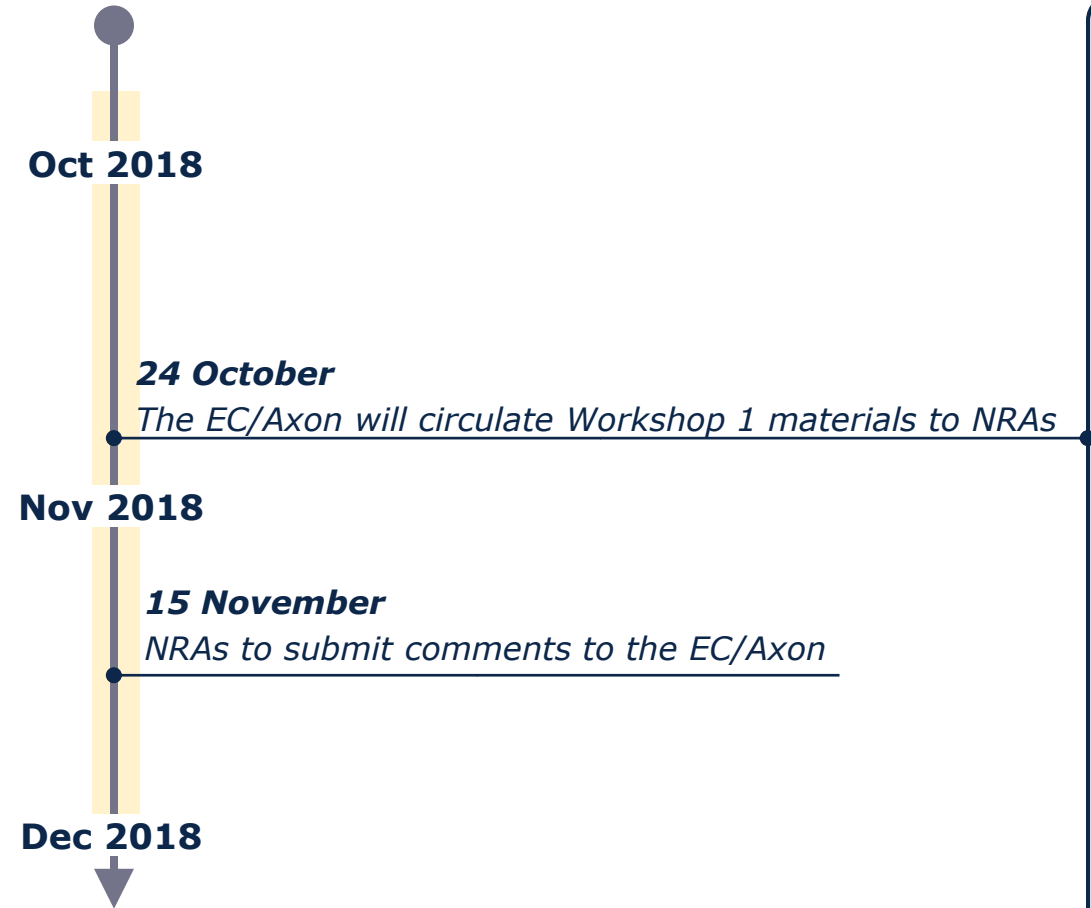 Oct 2018
24 October
The EC/Axon will circulate Workshop 1 materials to NRAs
Nov 2018
15 November
NRAs to submit comments to the EC/Axon
Dec 2018